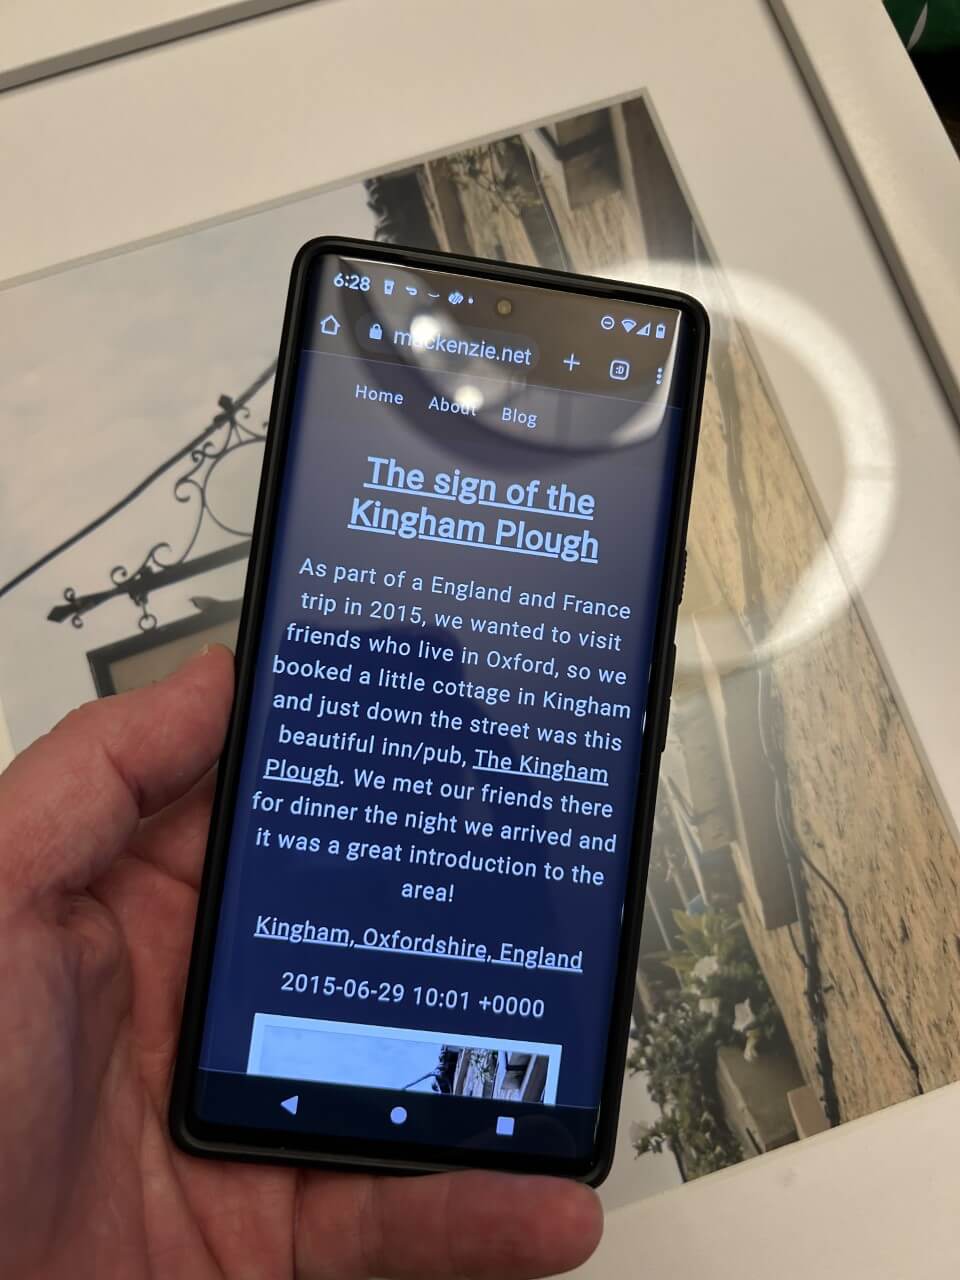 6:28
mackenzie.net
:D
Home About Blog
The sign of the
Kingham Plough
As part of a England and France
trip in 2015, we wanted to visit
friends who live in Oxford, so we
booked a little cottage in Kingham
and just down the street was this
beautiful inn/pub, The Kingham
Plough. We met our friends there
for dinner the night we arrived and
it was a great introduction to the
area!
Kingham, Oxfordshire, England
2015-06-29 10:01 +0000